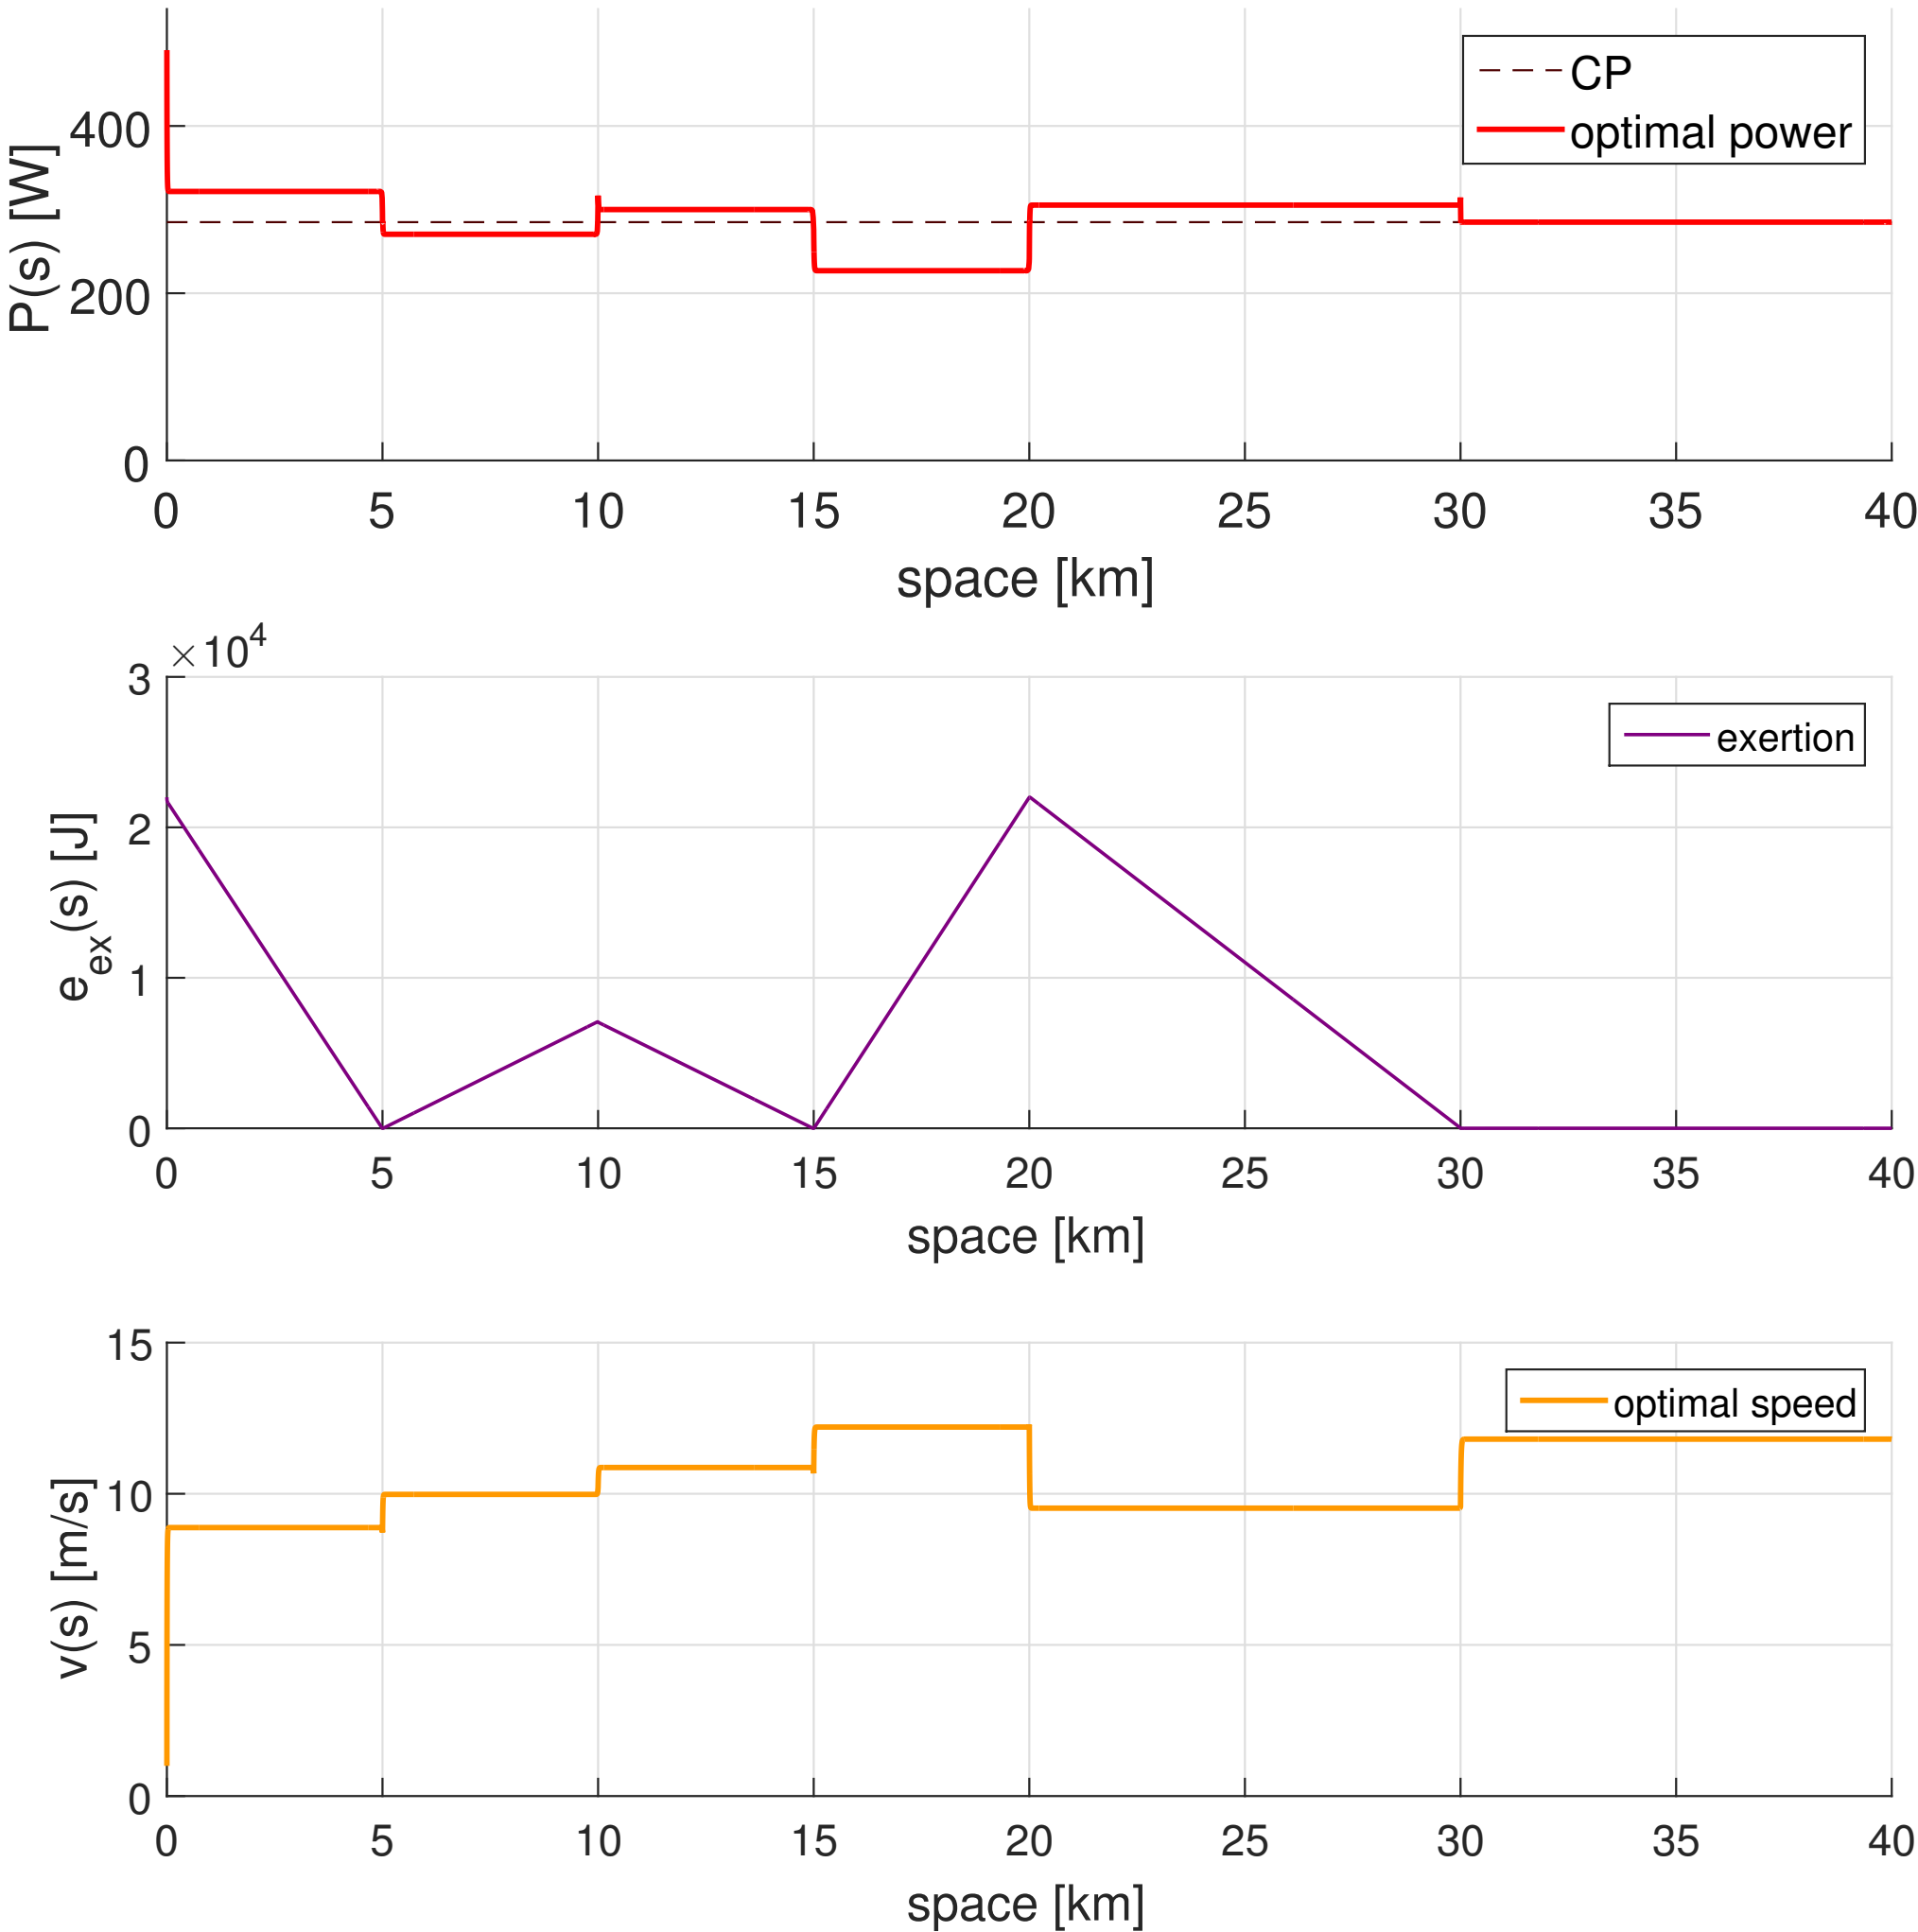 CP
optimal power
400
200
0
P(s) [W]
0 5 10 15 20 25 30 35 40
space [km]
×10^4
3
2
1
0
e_ex(s) [J]
exertion
0 5 10 15 20 25 30 35 40
space [km]
15
10
5
0
v(s) [m/s]
optimal speed
0 5 10 15 20 25 30 35 40
space [km]